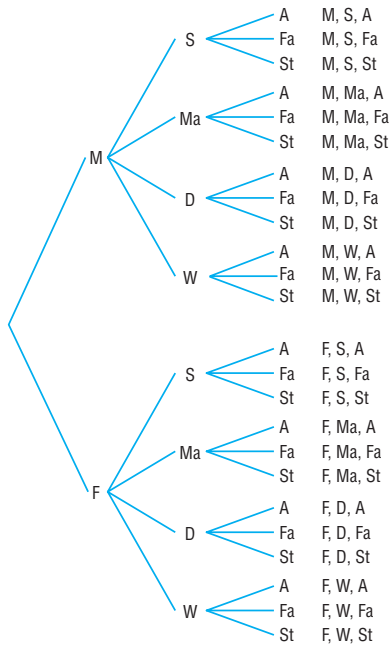 A M, S, A
S Fa M, S, Fa
St M, S, St
A M, Ma, A
Ma Fa M, Ma, Fa
St M, Ma, St
M
A M, D, A
D Fa M, D, Fa
St M, D, St
A M, W, A
W Fa M, W, Fa
St M, W, St
A F, S, A
S Fa F, S, Fa
St F, S, St
A F, Ma, A
Ma Fa F, Ma, Fa
St F, Ma, St
F
A F, D, A
D Fa F, D, Fa
St F, D, St
A F, W, A
W Fa F, W, Fa
St F, W, St